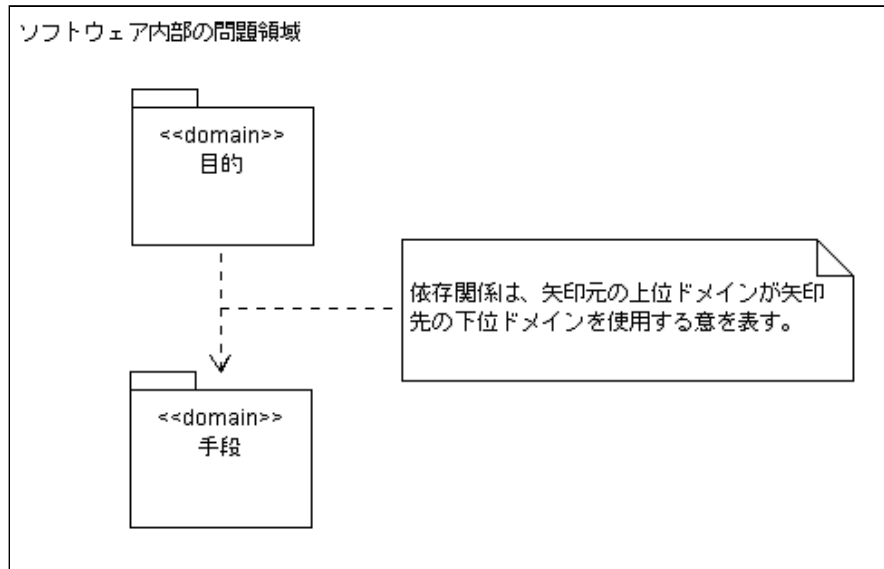 ソフトウェア内部の問題領域
<<domain>>
目的
依存関係は、矢印元の上位ドメインが矢印
先の下位ドメインを使用する意を表す。
<<domain>>
手段